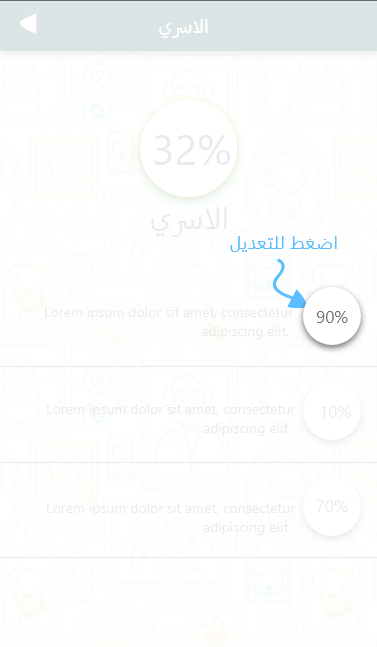 الاسري
32%
الاسري
اضغط للتعديل
90%
Lorem ipsum dolor sit amet, consectetur
adipiscing elit.
10%
Lorem ipsum dolor sit amet, consectetur
adipiscing elit.
70%
Lorem ipsum dolor sit amet, consectetur
adipiscing elit.